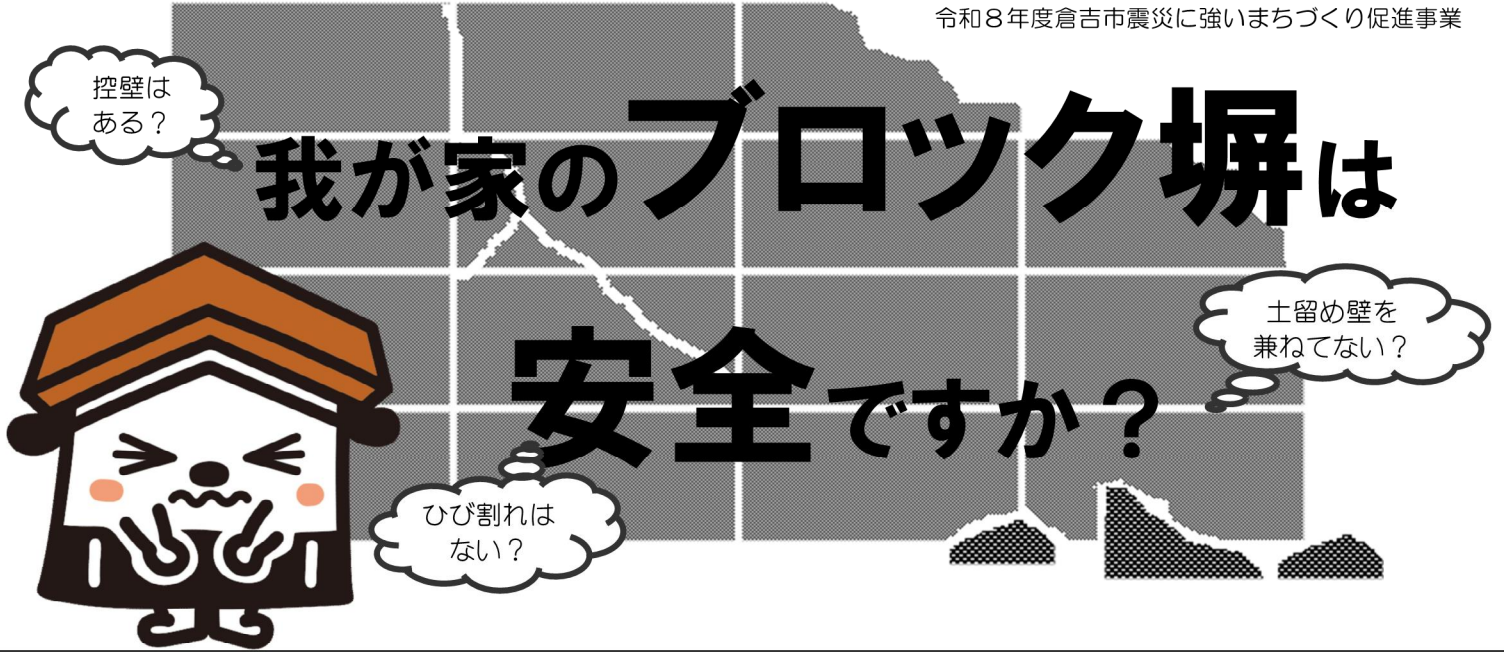 令和８年度倉吉市震災に強いまちづくり促進事業
控壁は
ある？
我が家のブロック塀は
安全ですか？
土留め壁を
兼ねてない？
ひび割れは
ない？